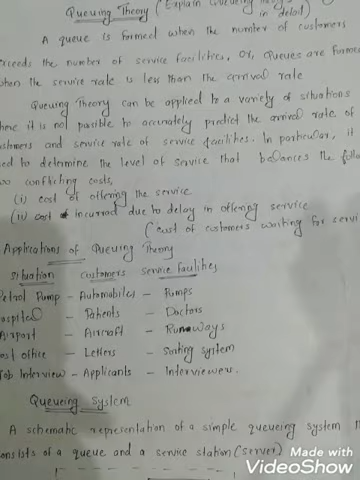 Queuing Theory (Explain Queueing theory in detail)
A queue is formed when the number of customers
exceeds the number of service facilities, Or, Queues are formed
when the service rate is less than the arrival rate
Queuing Theory can be applied to a variety of situations
where it is not possible to accurately predict the arrival rate of
customers and service rate of service facilities. In particular, it
to determine the level of service that balances the
conflicting costs,
(i) cost of offering the service
(ii) cost incurred due to delay in offering service
(cost of customers waiting for
Applications of Queuing Theory
Situation customers service facilities
Petrol Pump - Automobiles - Pumps
Hospital - Patients - Doctors
Airport - Aircraft - Runways
Post office - Letters - Sorting system
Job Interview - Applicants - Interviewers.
Queueing System
A schematic representation of a simple queueing system
consists of a queue and a service station (server)
Made with
VideoShow